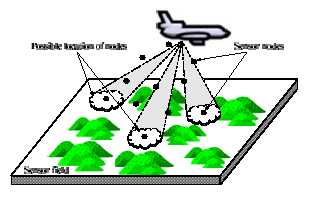 Possible location of nodes
Sensor nodes
Sensor field